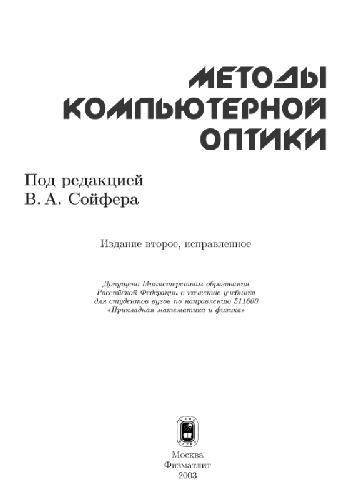 МЕТОДЫ
КОМПЬЮТЕРНОЙ
ОПТИКИ
Под редакцией
В. А. Сойфера
Издание второе, исправленное
Допущено Министерством образования
Российской Федерации в качестве учебника
для студентов вузов по направлению 511600
«Прикладная математика и физика»
Москва
Физматлит
2003